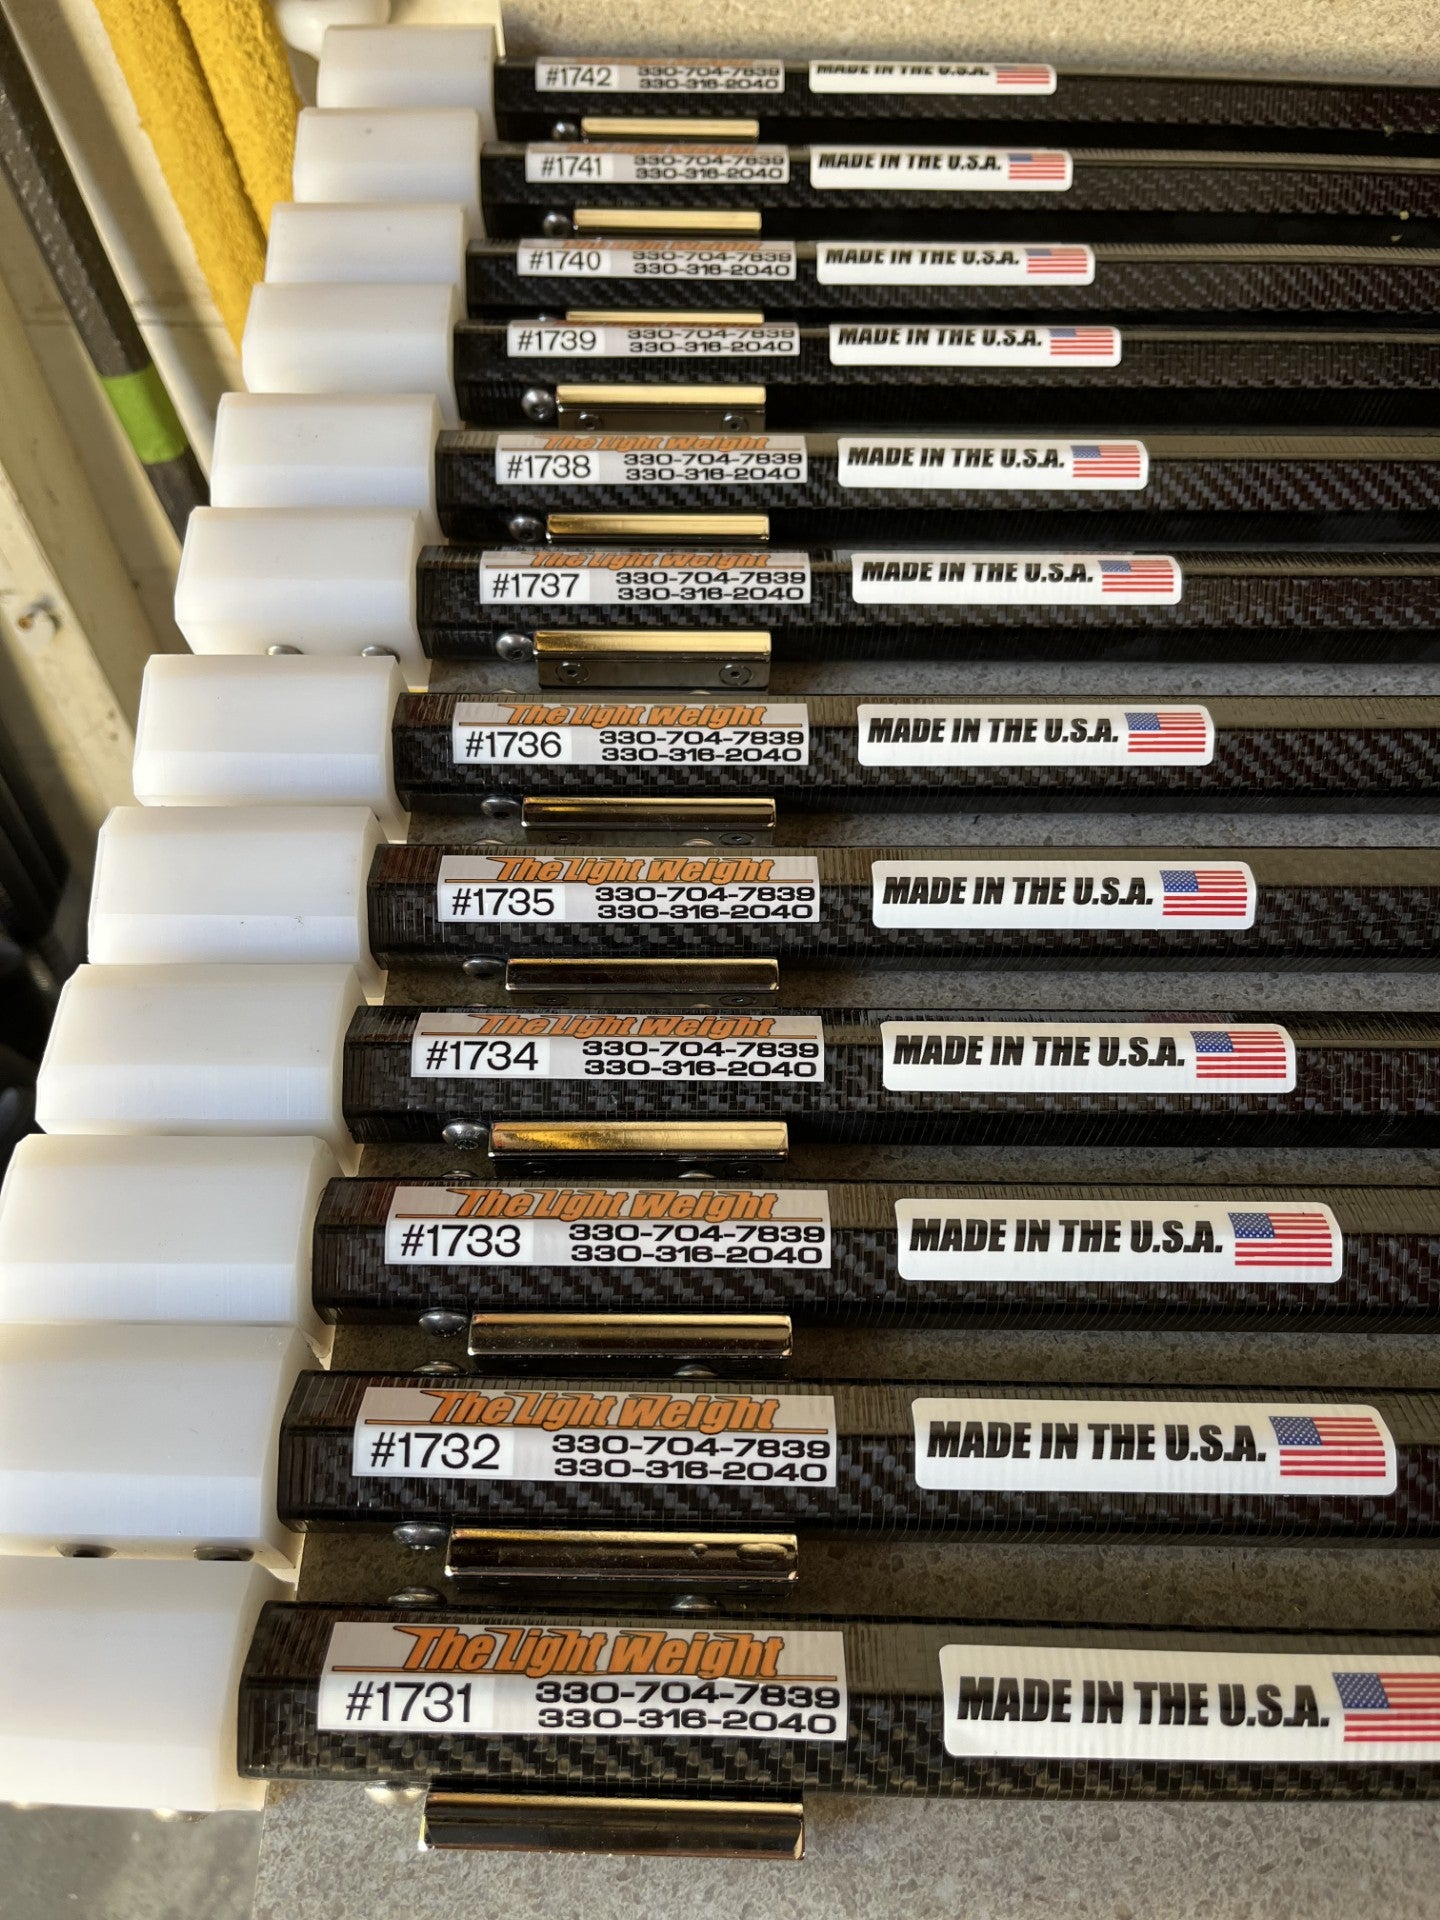 #1742 330-704-7839
330-316-2040
MADE IN THE U.S.A.
#1741 330-704-7839
330-316-2040
MADE IN THE U.S.A.
The Light Weight
#1740 330-704-7839
330-316-2040
MADE IN THE U.S.A.
#1739 330-704-7839
330-316-2040
MADE IN THE U.S.A.
The Light Weight
#1738 330-704-7839
330-316-2040
MADE IN THE U.S.A.
The Light Weight
#1737 330-704-7839
330-316-2040
MADE IN THE U.S.A.
The Light Weight
#1736 330-704-7839
330-316-2040
MADE IN THE U.S.A.
The Light Weight
#1735 330-704-7839
330-316-2040
MADE IN THE U.S.A.
The Light Weight
#1734 330-704-7839
330-316-2040
MADE IN THE U.S.A.
The Light Weight
#1733 330-704-7839
330-316-2040
MADE IN THE U.S.A.
The Light Weight
#1732 330-704-7839
330-316-2040
MADE IN THE U.S.A.
The Light Weight
#1731 330-704-7839
330-316-2040
MADE IN THE U.S.A.